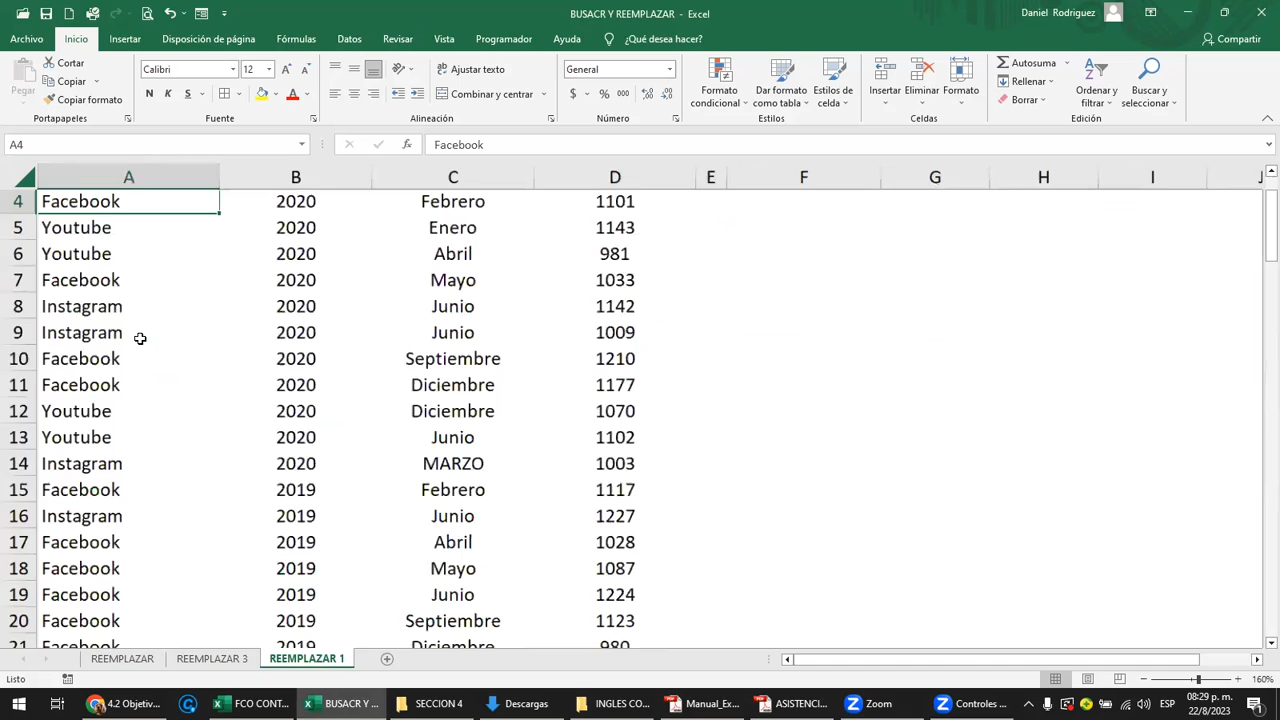 BUSACR Y REEMPLAZAR - Excel
Daniel Rodriguez
Archivo Inicio Insertar Disposición de página Fórmulas Datos Revisar Vista Programador Ayuda ¿Qué desea hacer? Compartir
Pegar
Cortar
Copiar
Copiar formato
Calibri 12
N K S
Ajustar texto
Combinar y centrar
General
$ % 000
Formato condicional
Dar formato como tabla
Estilos de celda
Insertar
Eliminar
Formato
Autosuma
Rellenar
Borrar
Ordenar y filtrar
Buscar y seleccionar
Portapapeles Fuente Alineación Número Estilos Celdas Edición
A4 fx Facebook
A B C D E F G H I J
4 Facebook 2020 Febrero 1101
5 Youtube 2020 Enero 1143
6 Youtube 2020 Abril 981
7 Facebook 2020 Mayo 1033
8 Instagram 2020 Junio 1142
9 Instagram 2020 Junio 1009
10 Facebook 2020 Septiembre 1210
11 Facebook 2020 Diciembre 1177
12 Youtube 2020 Diciembre 1070
13 Youtube 2020 Junio 1102
14 Instagram 2020 MARZO 1003
15 Facebook 2019 Febrero 1117
16 Instagram 2019 Junio 1227
17 Facebook 2019 Abril 1028
18 Facebook 2019 Mayo 1087
19 Facebook 2019 Junio 1224
20 Facebook 2019 Septiembre 1123
21 Facebook 2019 Diciembre 980
REEMPLAZAR REEMPLAZAR 3 REEMPLAZAR 1
Listo 160%
4.2 Objetiv... FCO CONT... BUSACR Y ... SECCION 4 Descargas INGLES CO... Manual_Ex... ASISTENCI... Zoom Controles ... ESP 08:29 p. m.
22/8/2023